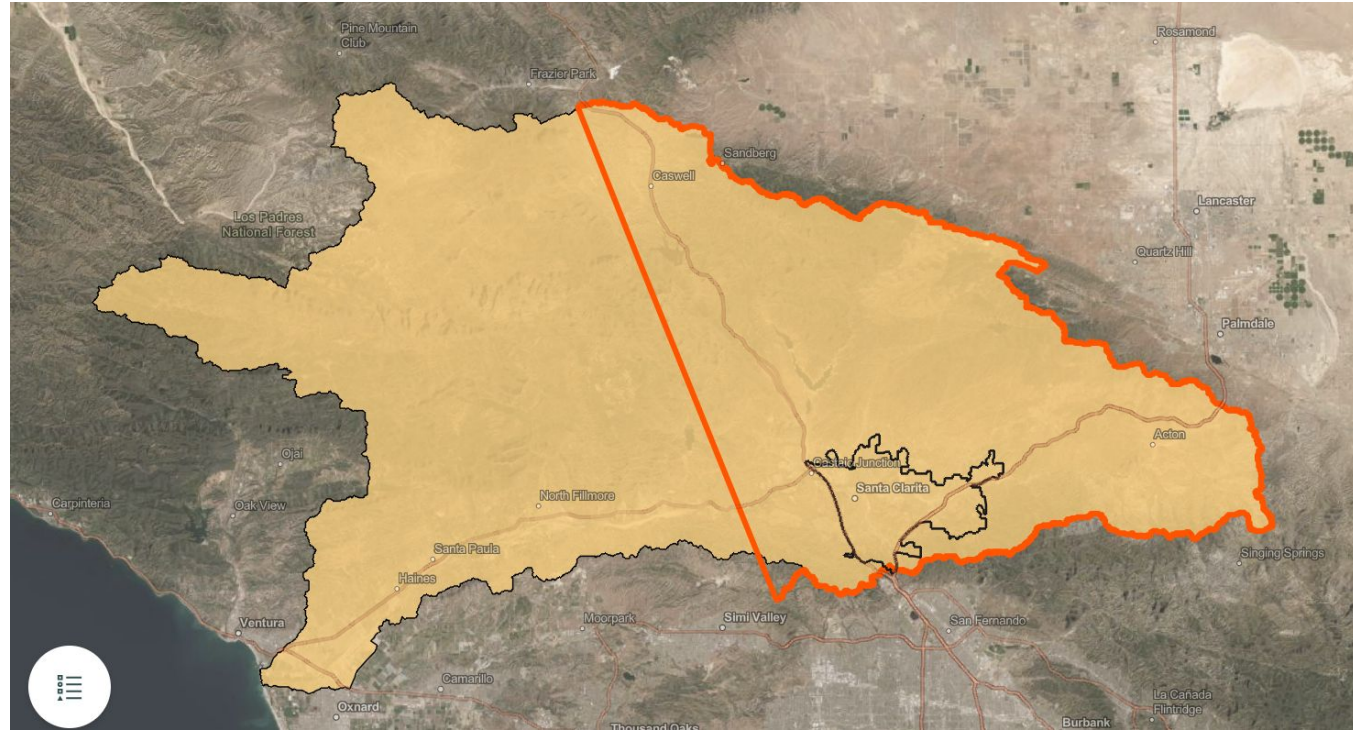 Pine Mountain
Club
Rosamond
Frazier Park
Sandberg
Caswell
Lancaster
Los Padres
National Forest
Quartz Hill
Palmdale
Acton
Ojai
Castaic Junction
Santa Clarita
North Fillmore
Carpinteria
Oak View
Santa Paula
Singing Springs
Haines
Ventura
Moorpark
Simi Valley
San Fernando
Camarillo
La Cañada
Flintridge
Oxnard
Thousand Oaks
Burbank